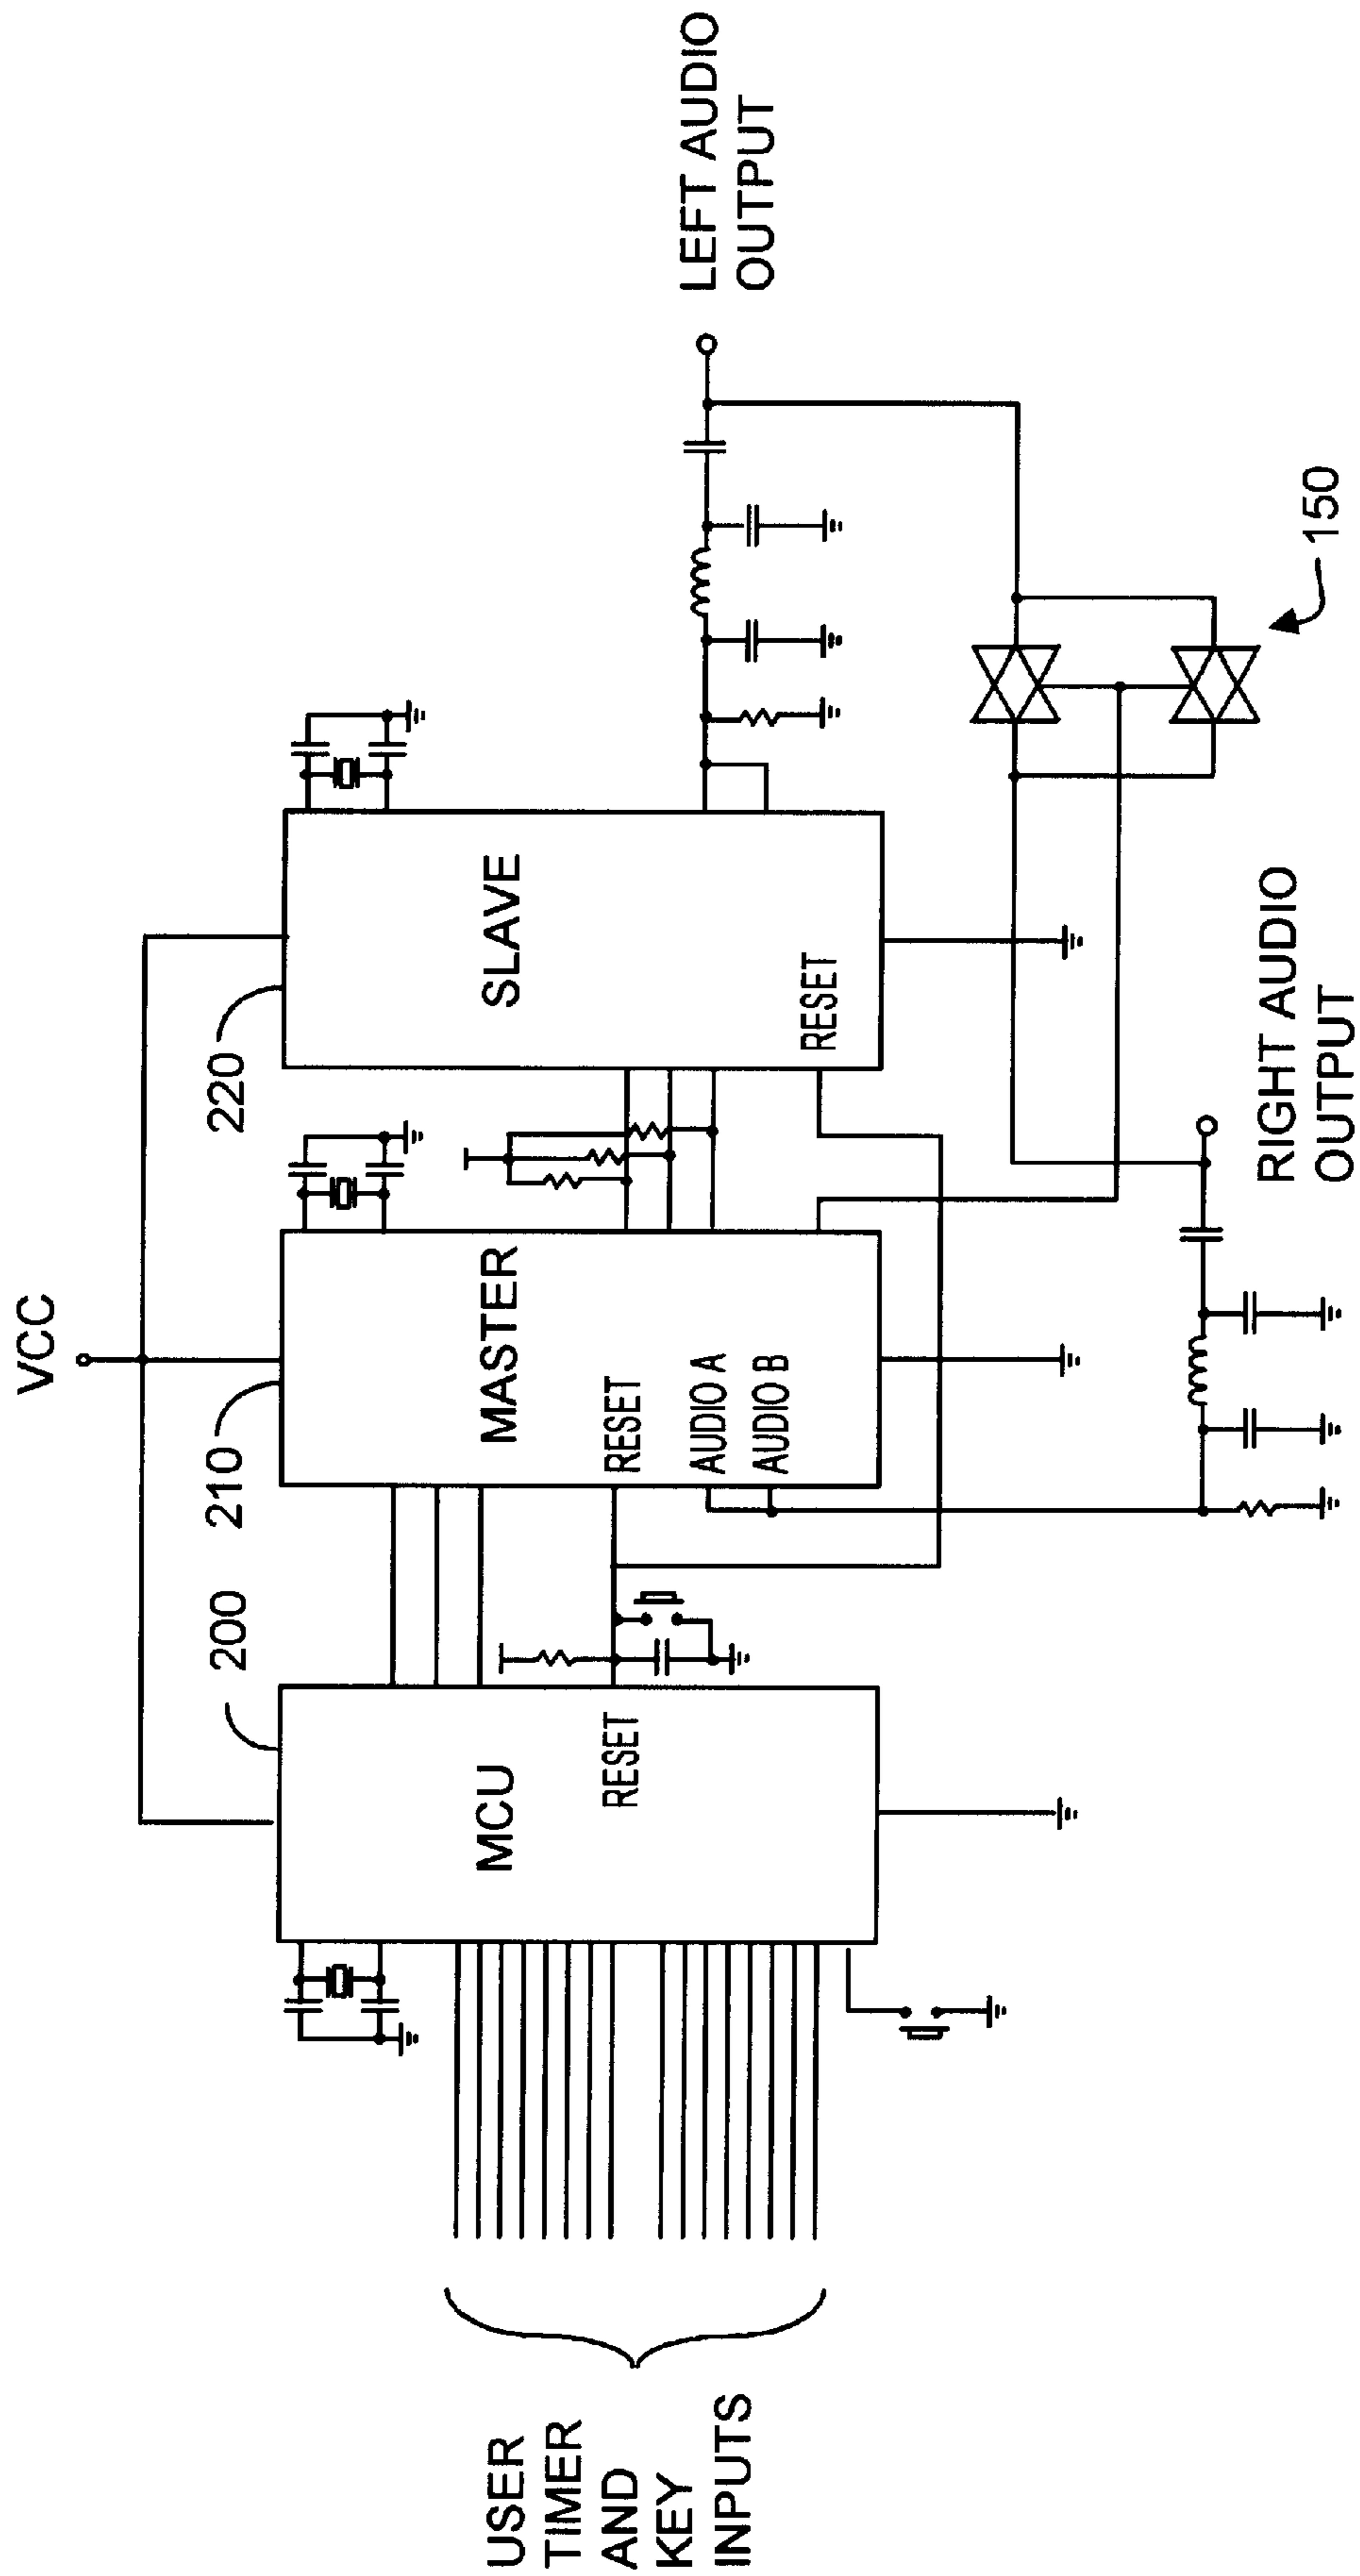 VCC
200
210
220
MCU
MASTER
SLAVE
RESET
RESET
AUDIO A
AUDIO B
RESET
USER
TIMER
AND
KEY
INPUTS
LEFT AUDIO
OUTPUT
RIGHT AUDIO
OUTPUT
150